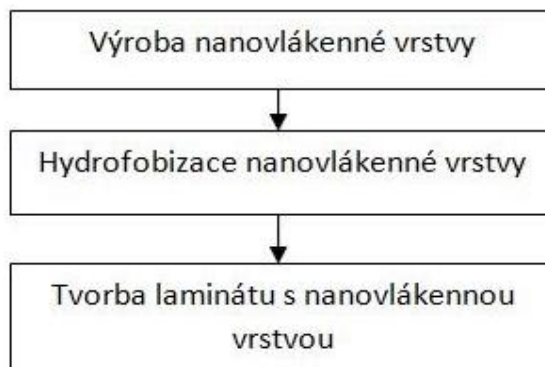 Výroba nanovlákenné vrstvy
Hydrofobizace nanovlákenné vrstvy
Tvorba laminátu s nanovlákennou
vrstvou